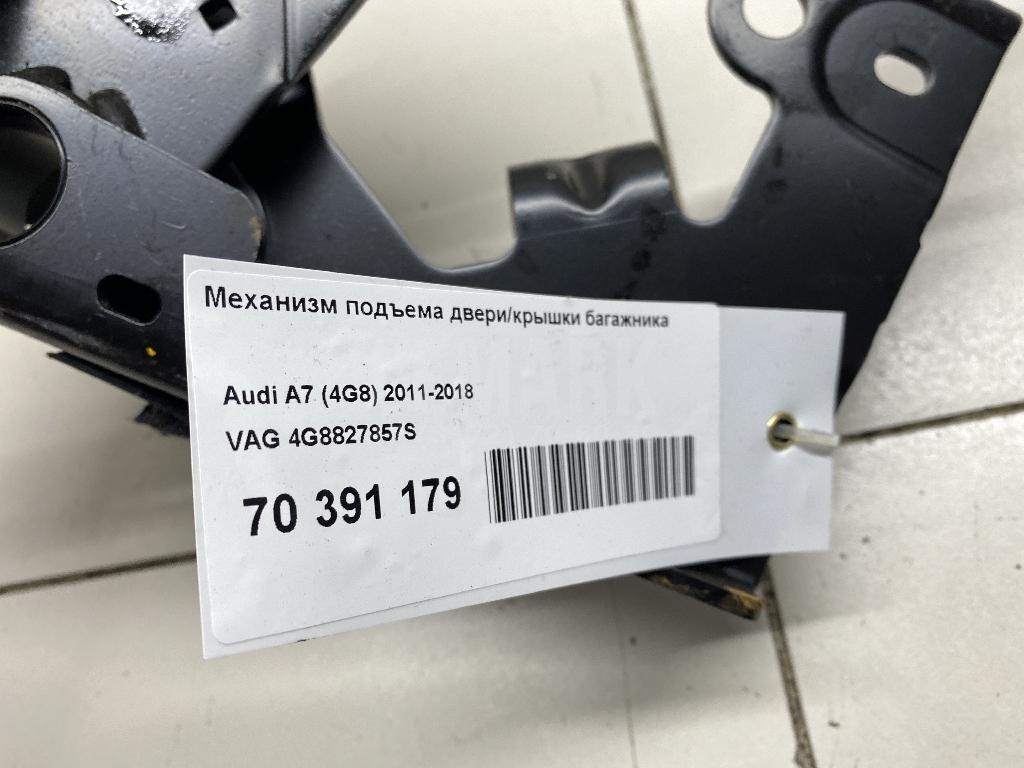 Механизм подъема двери/крышки багажника
Audi A7 (4G8) 2011-2018
VAG 4G8827857S
70 391 179